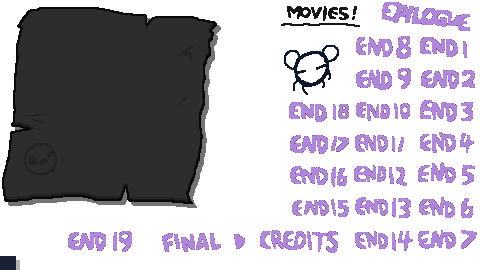 MOVIES! EPILOGUE
END 8 END 1
END 9 END 2
END 18 END 10 END 3
END 17 END 11 END 4
END 16 END 12 END 5
END 15 END 13 END 6
END 19 FINAL CREDITS END 14 END 7